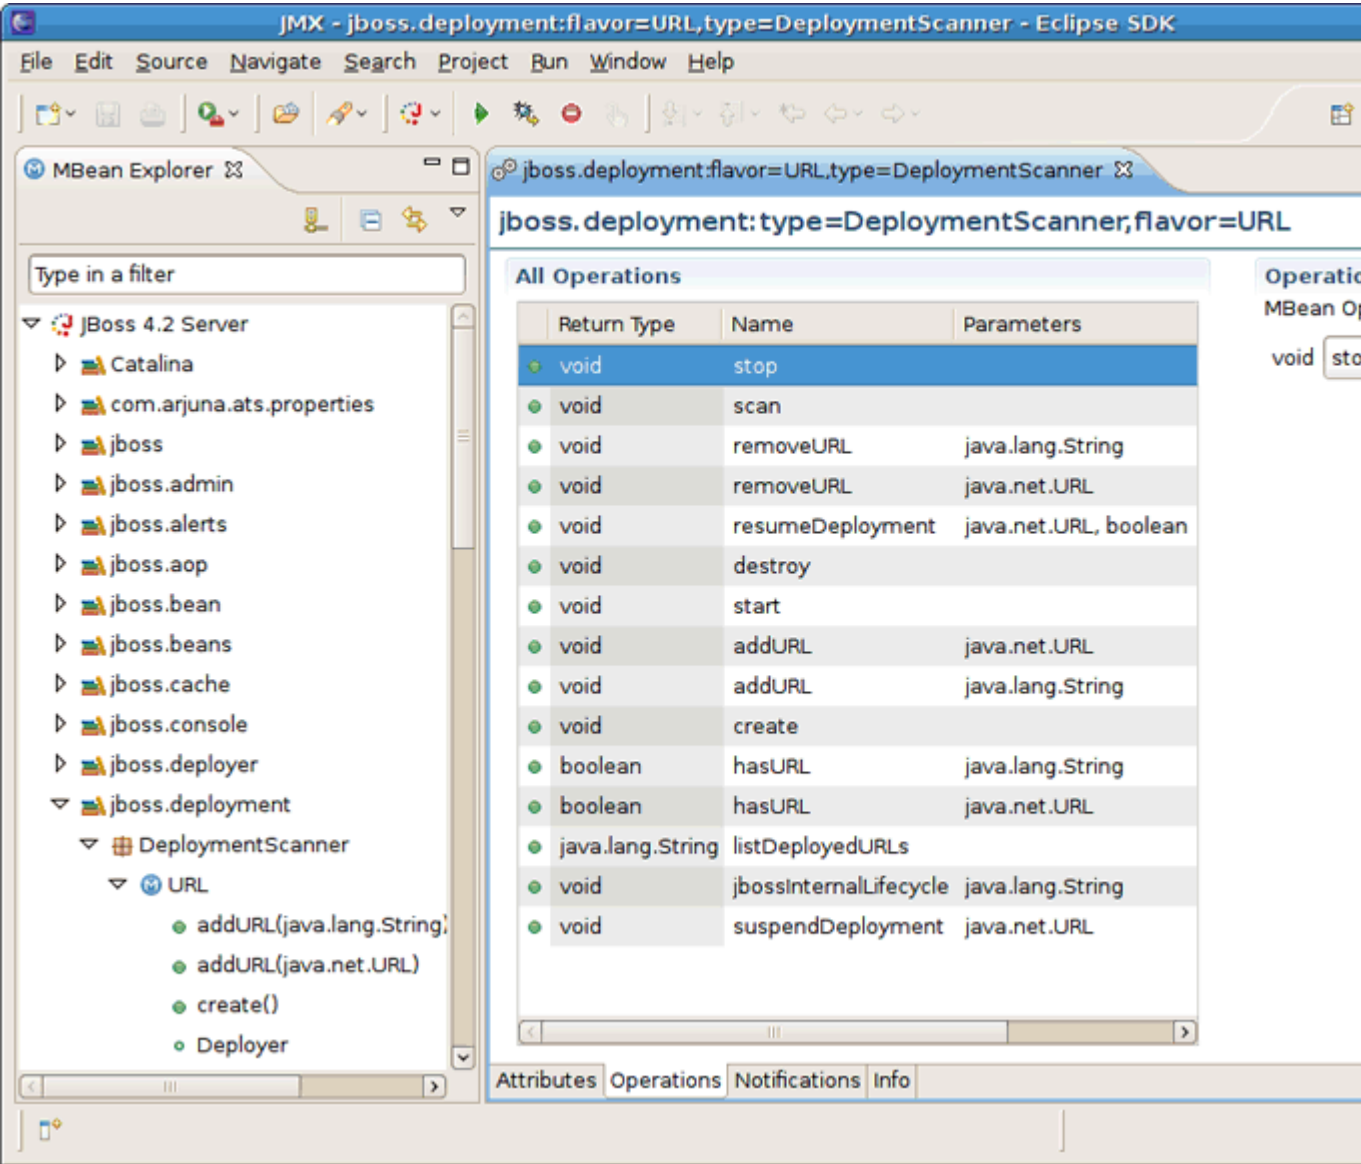 JMX - jboss.deployment:flavor=URL,type=DeploymentScanner - Eclipse SDK
File Edit Source Navigate Search Project Run Window Help
MBean Explorer
Type in a filter
JBoss 4.2 Server
Catalina
com.arjuna.ats.properties
jboss
jboss.admin
jboss.alerts
jboss.aop
jboss.bean
jboss.beans
jboss.cache
jboss.console
jboss.deployer
jboss.deployment
DeploymentScanner
URL
addURL(java.lang.String)
addURL(java.net.URL)
create()
Deployer
jboss.deployment:flavor=URL,type=DeploymentScanner
jboss.deployment:type=DeploymentScanner,flavor=URL
All Operations
Return Type Name Parameters
void stop
void scan
void removeURL java.lang.String
void removeURL java.net.URL
void resumeDeployment java.net.URL, boolean
void destroy
void start
void addURL java.net.URL
void addURL java.lang.String
void create
boolean hasURL java.lang.String
boolean hasURL java.net.URL
java.lang.String listDeployedURLs
void jbossInternalLifecycle java.lang.String
void suspendDeployment java.net.URL
Attributes Operations Notifications Info
Operatio
MBean Op
void sto